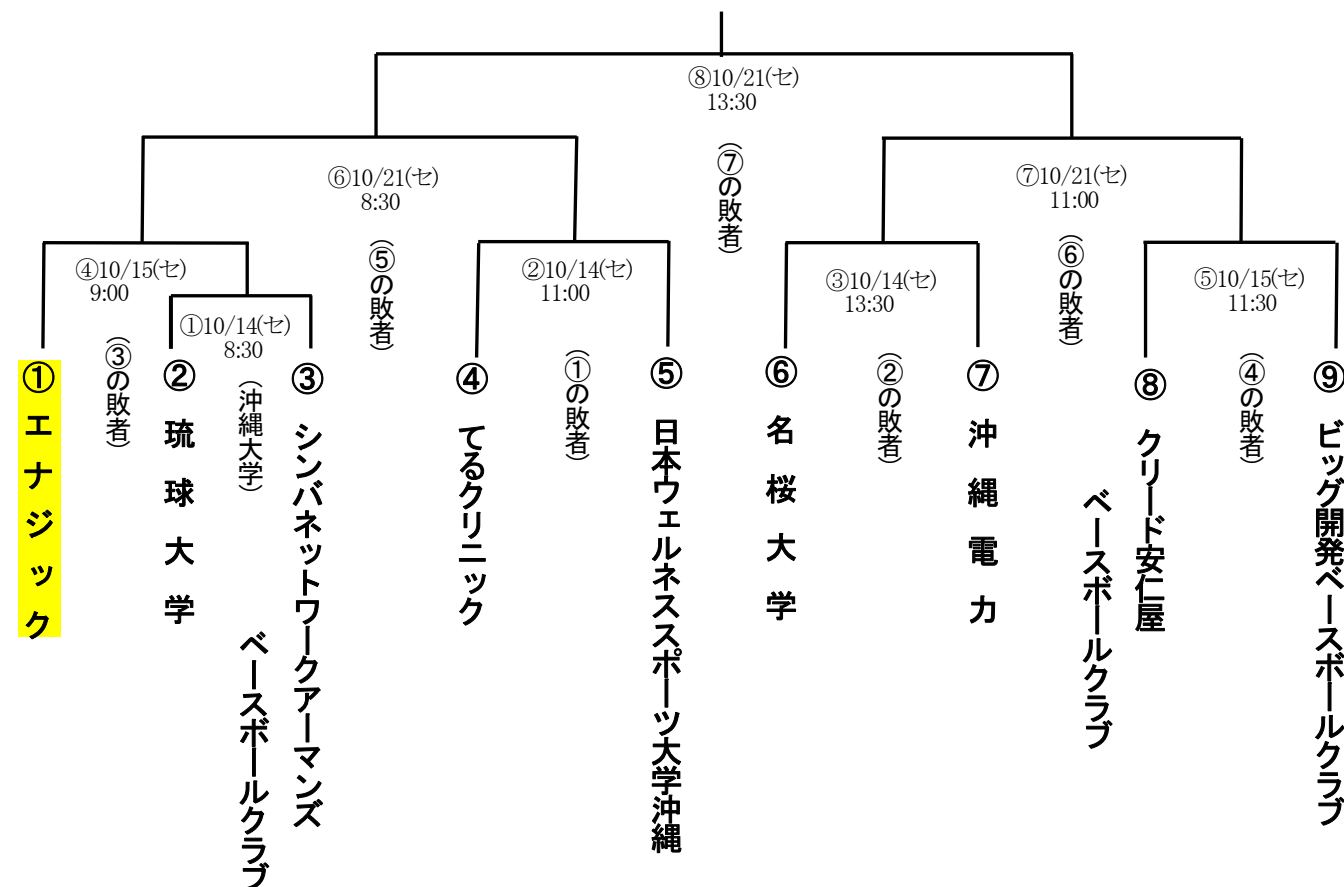 ⑧10/21(セ)
13:30
(⑦の敗者)
⑥10/21(セ)
8:30
(⑤の敗者)
⑦10/21(セ)
11:00
(⑥の敗者)
④10/15(セ)
9:00
(③の敗者)
①10/14(セ)
8:30
(沖縄大学)
②10/14(セ)
11:00
(①の敗者)
③10/14(セ)
13:30
(②の敗者)
⑤10/15(セ)
11:30
(④の敗者)
①エナジック
②琉球大学
③シンバネットワークアーマンズ
ベースボールクラブ
④てるクリニック
⑤日本ウェルネススポーツ大学沖縄
⑥名桜大学
⑦沖縄電力
⑧クリード安仁屋
ベースボールクラブ
⑨ビッグ開発ベースボールクラブ